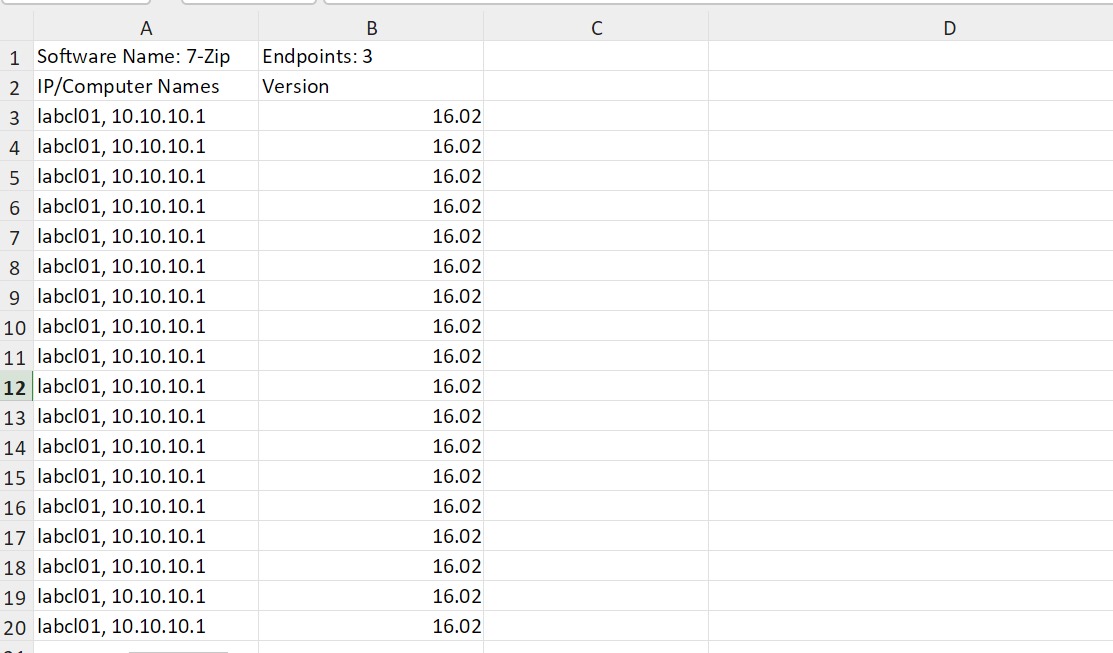 A B C D
1 Software Name: 7-Zip Endpoints: 3
2 IP/Computer Names Version
3 labcl01, 10.10.10.1 16.02
4 labcl01, 10.10.10.1 16.02
5 labcl01, 10.10.10.1 16.02
6 labcl01, 10.10.10.1 16.02
7 labcl01, 10.10.10.1 16.02
8 labcl01, 10.10.10.1 16.02
9 labcl01, 10.10.10.1 16.02
10 labcl01, 10.10.10.1 16.02
11 labcl01, 10.10.10.1 16.02
12 labcl01, 10.10.10.1 16.02
13 labcl01, 10.10.10.1 16.02
14 labcl01, 10.10.10.1 16.02
15 labcl01, 10.10.10.1 16.02
16 labcl01, 10.10.10.1 16.02
17 labcl01, 10.10.10.1 16.02
18 labcl01, 10.10.10.1 16.02
19 labcl01, 10.10.10.1 16.02
20 labcl01, 10.10.10.1 16.02